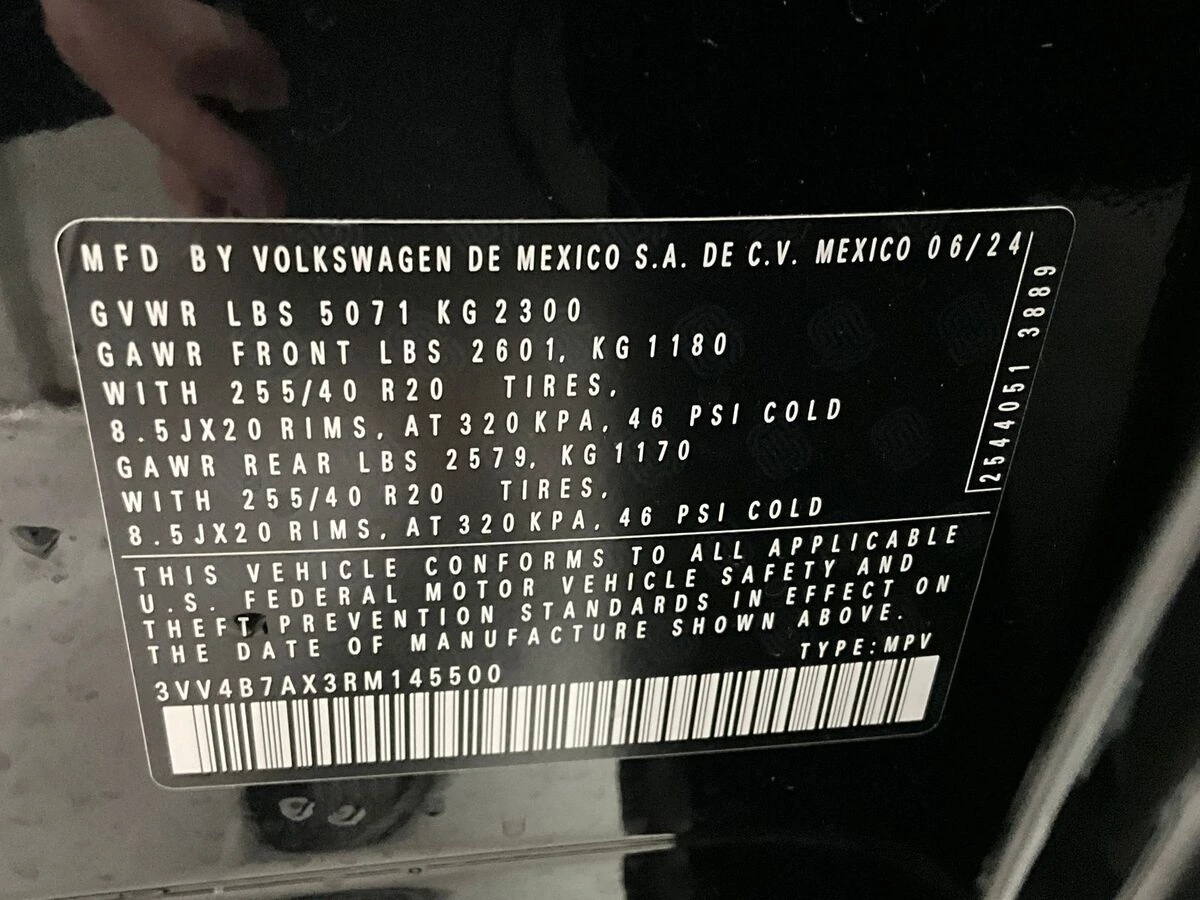 MFD BY VOLKSWAGEN DE MEXICO S.A. DE C.V. MEXICO 06/24
GVWR LBS 5071 KG 2300
GAWR FRONT LBS 2601, KG 1180
WITH 255/40 R20 TIRES,
8.5JX20 RIMS, AT 320 KPA, 46 PSI COLD
GAWR REAR LBS 2579, KG 1170
WITH 255/40 R20 TIRES,
8.5JX20 RIMS, AT 320 KPA, 46 PSI COLD
2544051 3889
THIS VEHICLE CONFORMS TO ALL APPLICABLE
U.S. FEDERAL MOTOR VEHICLE SAFETY AND
THEFT PREVENTION STANDARDS IN EFFECT ON
THE DATE OF MANUFACTURE SHOWN ABOVE.
TYPE:MPV
3VV4B7AX3RM145500